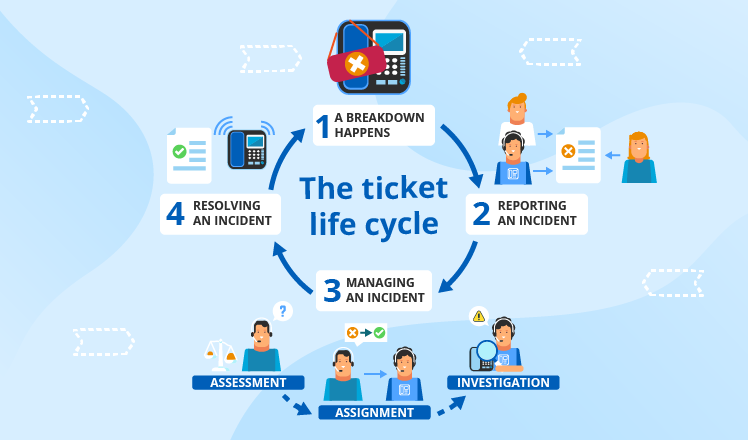 1 A BREAKDOWN
HAPPENS
The ticket
life cycle
4 RESOLVING
AN INCIDENT
2 REPORTING
AN INCIDENT
3 MANAGING
AN INCIDENT
?
ASSESSMENT
ASSIGNMENT
INVESTIGATION